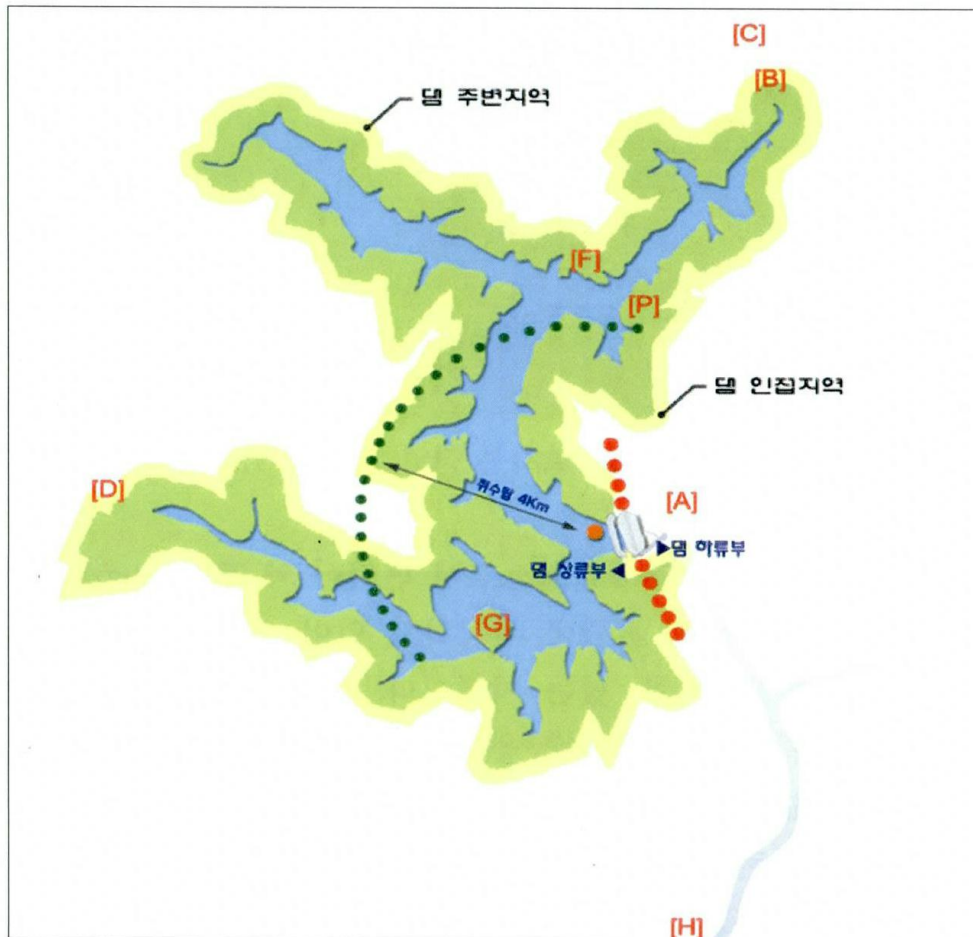 [C]
[B]
댐 주변지역
[F]
[P]
댐 인접지역
[D]
취수탑 4Km
[A]
▶댐 하류부
댐 상류부◀
[G]
[H]